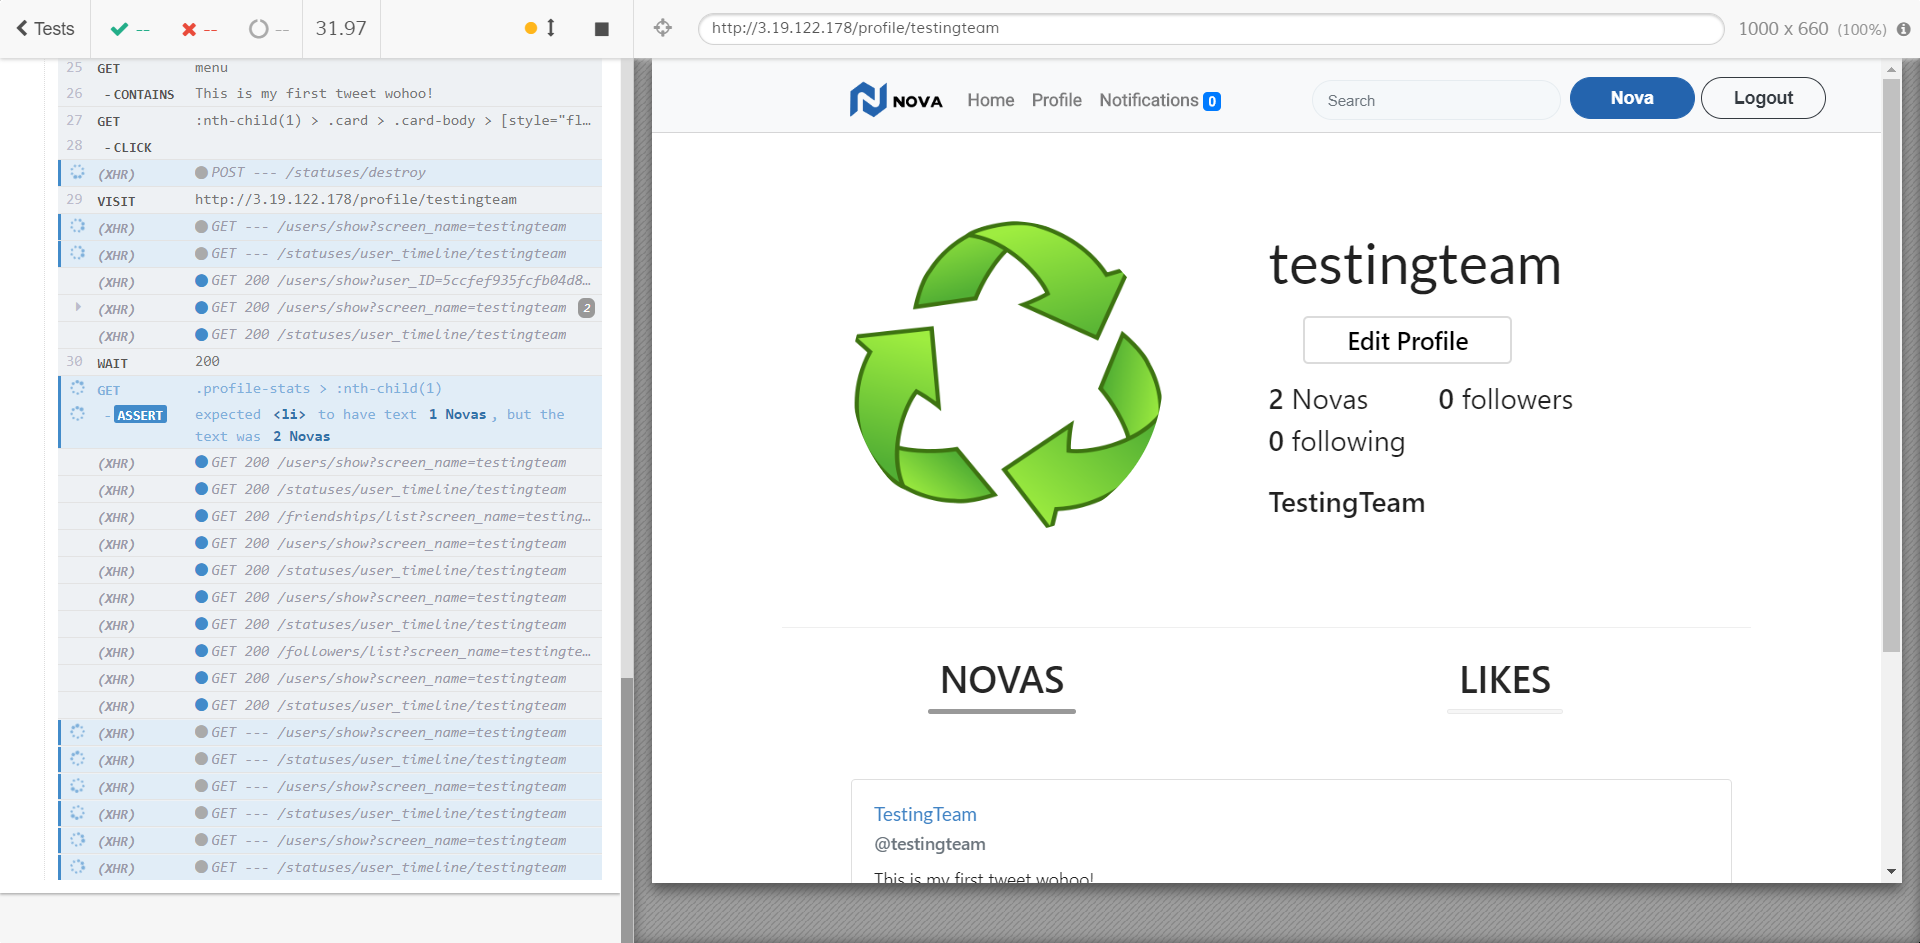 Tests -- -- -- 31.97
25 GET menu
26 -CONTAINS This is my first tweet wohoo!
27 GET :nth-child(1) > .card > .card-body > [style="fl…
28 -CLICK
(XHR) POST --- /statuses/destroy
29 VISIT http://3.19.122.178/profile/testingteam
(XHR) GET --- /users/show?screen_name=testingteam
(XHR) GET --- /statuses/user_timeline/testingteam
(XHR) GET 200 /users/show?user_ID=5ccfef935fcfb04d8…
(XHR) GET 200 /users/show?screen_name=testingteam 2
(XHR) GET 200 /statuses/user_timeline/testingteam
30 WAIT 200
GET .profile-stats > :nth-child(1)
-ASSERT expected <li> to have text 1 Novas, but the
text was 2 Novas
(XHR) GET 200 /users/show?screen_name=testingteam
(XHR) GET 200 /statuses/user_timeline/testingteam
(XHR) GET 200 /friendships/list?screen_name=testing…
(XHR) GET 200 /users/show?screen_name=testingteam
(XHR) GET 200 /statuses/user_timeline/testingteam
(XHR) GET 200 /users/show?screen_name=testingteam
(XHR) GET 200 /statuses/user_timeline/testingteam
(XHR) GET 200 /followers/list?screen_name=testingte…
(XHR) GET 200 /users/show?screen_name=testingteam
(XHR) GET 200 /statuses/user_timeline/testingteam
(XHR) GET --- /users/show?screen_name=testingteam
(XHR) GET --- /statuses/user_timeline/testingteam
(XHR) GET --- /users/show?screen_name=testingteam
(XHR) GET --- /statuses/user_timeline/testingteam
(XHR) GET --- /users/show?screen_name=testingteam
(XHR) GET --- /statuses/user_timeline/testingteam
http://3.19.122.178/profile/testingteam 1000 x 660 (100%)
NOVA Home Profile Notifications 0 Search Nova Logout
testingteam
Edit Profile
2 Novas 0 followers
0 following
TestingTeam
NOVAS LIKES
TestingTeam
@testingteam
This is my first tweet wohoo!